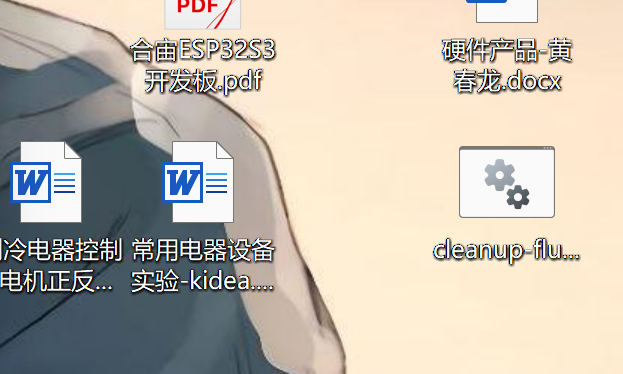 PDF
合宙ESP32S3
开发板.pdf
硬件产品-黄
春龙.docx
W
W
冷电器控制
电机正反...
常用电器设备
实验-kidea....
cleanup-flu...